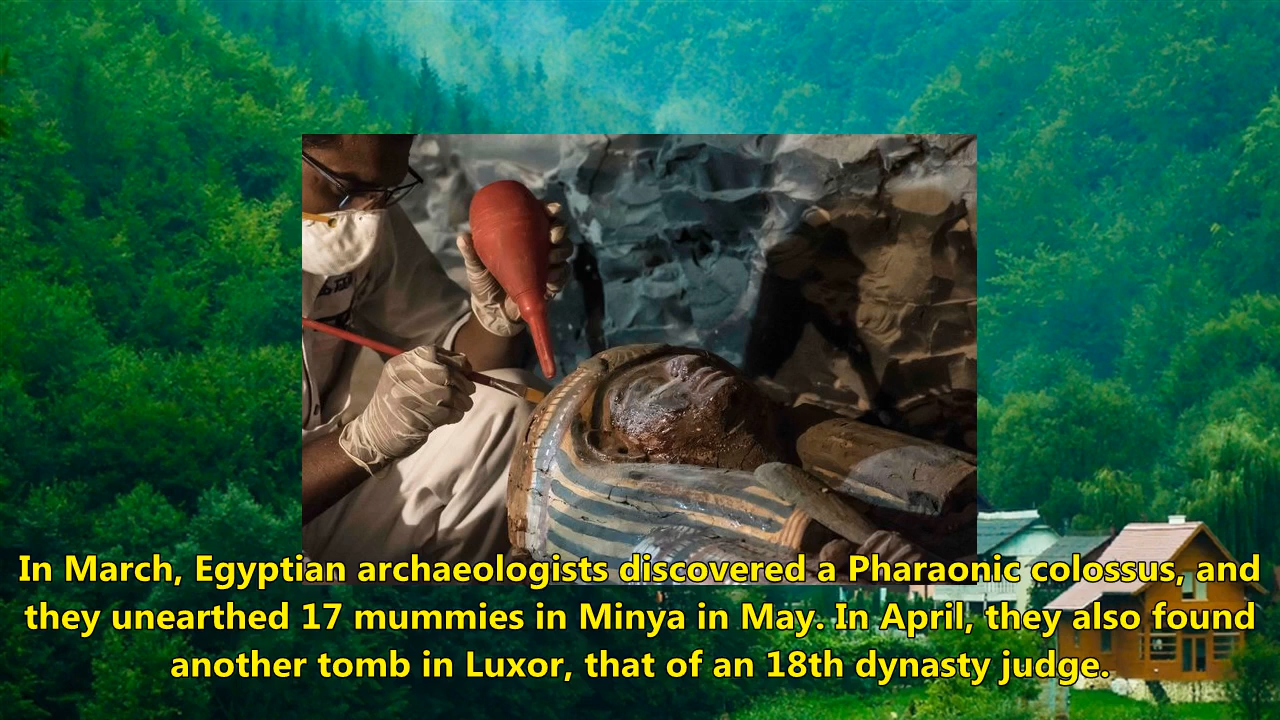 In March, Egyptian archaeologists discovered a Pharaonic colossus, and
they unearthed 17 mummies in Minya in May. In April, they also found
another tomb in Luxor, that of an 18th dynasty judge.